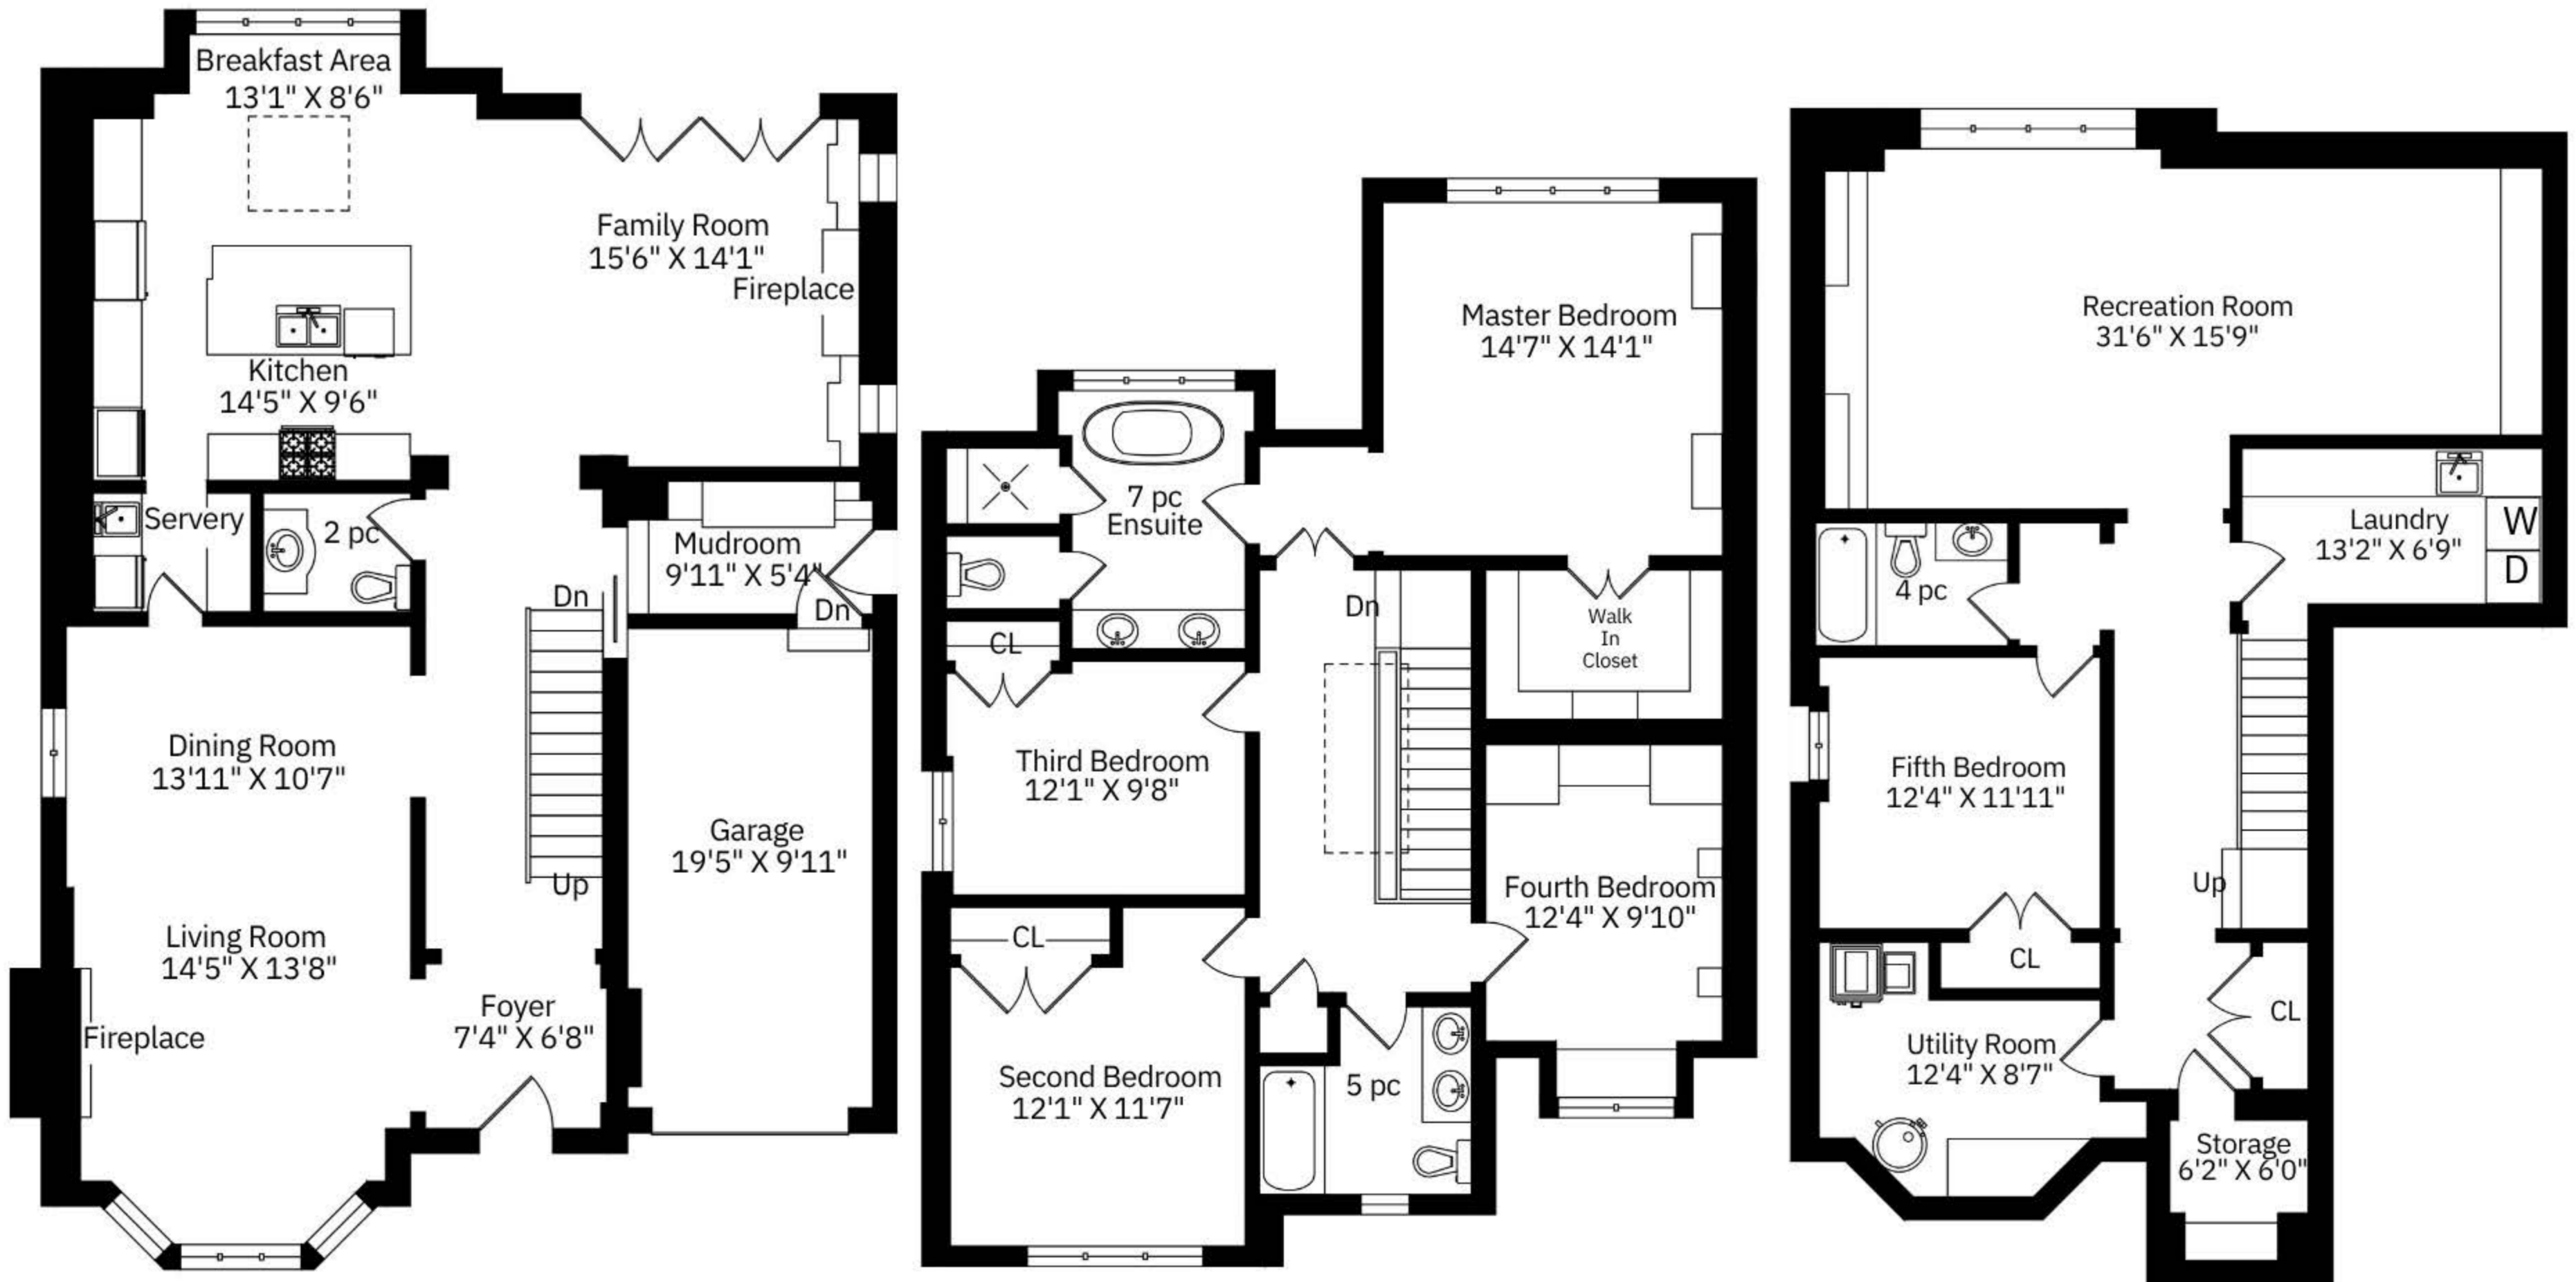 Breakfast Area
13'1" X 8'6"
Family Room
15'6" X 14'1"
Fireplace
Kitchen
14'5" X 9'6"
Servery
2 pc
Mudroom
9'11" X 5'4"
Dn
Dn
Dining Room
13'11" X 10'7"
Garage
19'5" X 9'11"
Up
Living Room
14'5" X 13'8"
Foyer
7'4" X 6'8"
Fireplace
Master Bedroom
14'7" X 14'1"
7 pc
Ensuite
Dn
Walk
In
Closet
CL
Third Bedroom
12'1" X 9'8"
Fourth Bedroom
12'4" X 9'10"
CL
Second Bedroom
12'1" X 11'7"
5 pc
Recreation Room
31'6" X 15'9"
Laundry
13'2" X 6'9"
W
D
4 pc
Fifth Bedroom
12'4" X 11'11"
Up
CL
CL
Utility Room
12'4" X 8'7"
Storage
6'2" X 6'0"